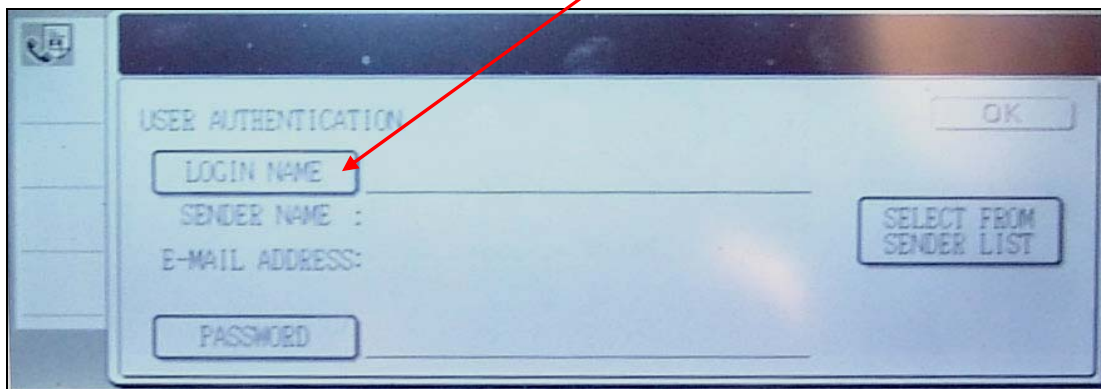 USER AUTHENTICATION
OK
LOGIN NAME
SENDER NAME :
SELECT FROM
SENDER LIST
E-MAIL ADDRESS:
PASSWORD